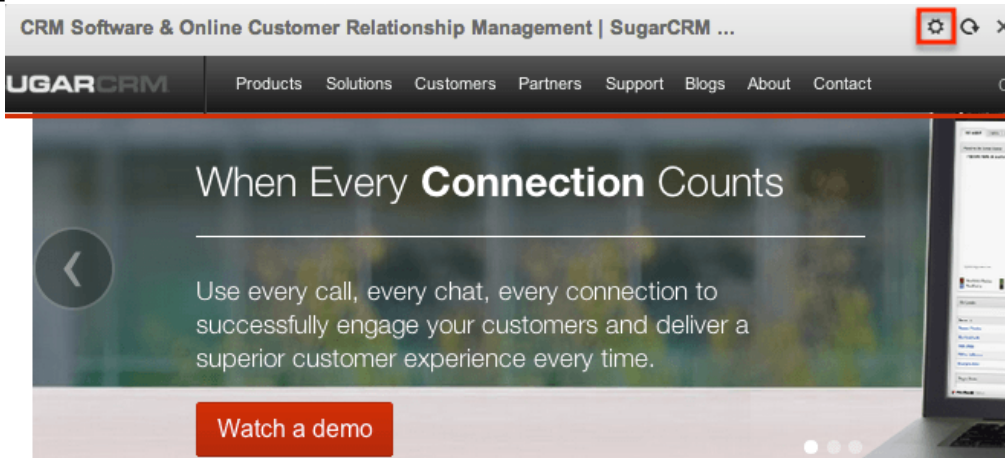 CRM Software & Online Customer Relationship Management | SugarCRM ...
UGARCRM Products Solutions Customers Partners Support Blogs About Contact
When Every Connection Counts
Use every call, every chat, every connection to
successfully engage your customers and deliver a
superior customer experience every time.
Watch a demo